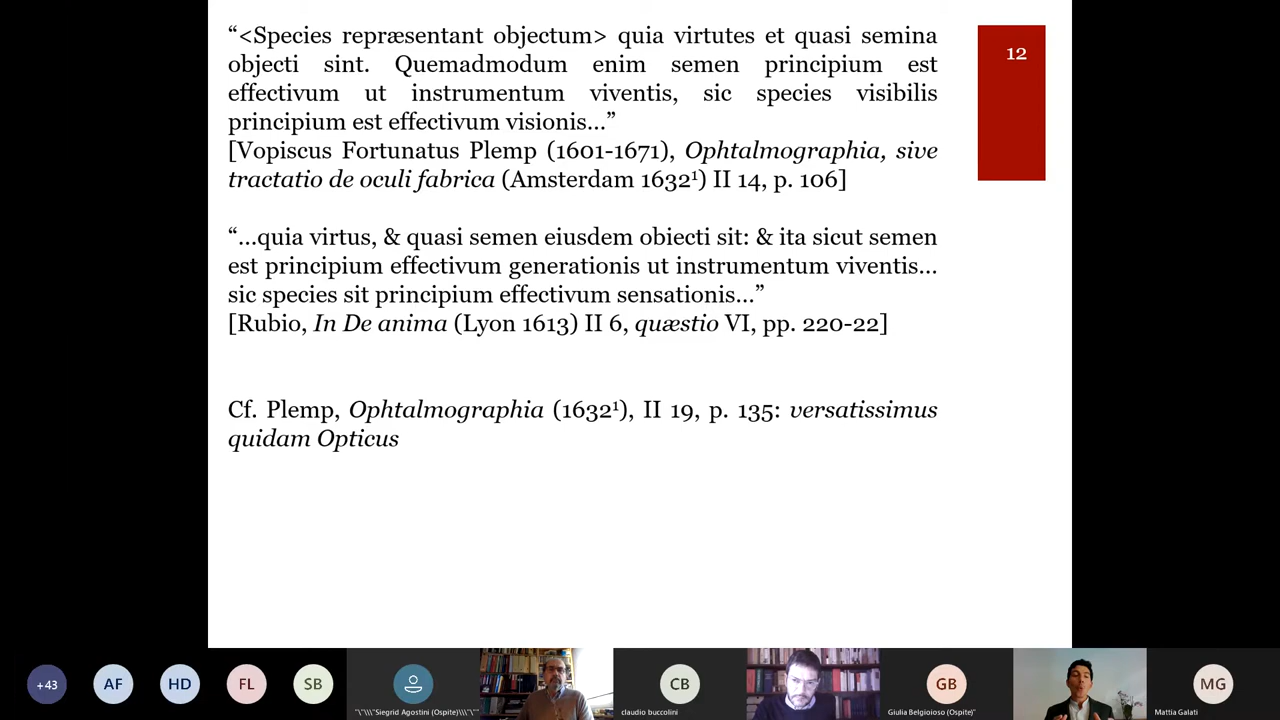 “<Species repræsentant objectum> quia virtutes et quasi semina
objecti sint. Quemadmodum enim semen principium est
effectivum ut instrumentum viventis, sic species visibilis
principium est effectivum visionis...”
[Vopiscus Fortunatus Plemp (1601-1671), Ophtalmographia, sive
tractatio de oculi fabrica (Amsterdam 1632¹) II 14, p. 106]
“...quia virtus, & quasi semen eiusdem obiecti sit: & ita sicut semen
est principium effectivum generationis ut instrumentum viventis...
sic species sit principium effectivum sensationis...”
[Rubio, In De anima (Lyon 1613) II 6, quæstio VI, pp. 220-22]
Cf. Plemp, Ophtalmographia (1632¹), II 19, p. 135: versatissimus
quidam Opticus
12
+43
AF
HD
FL
SB
"\"\\\"Siegrid Agostini (Ospite)\\\"\""
CB
claudio buccolini
GB
Giulia Belgioioso (Ospite)"
MG
Mattia Galati